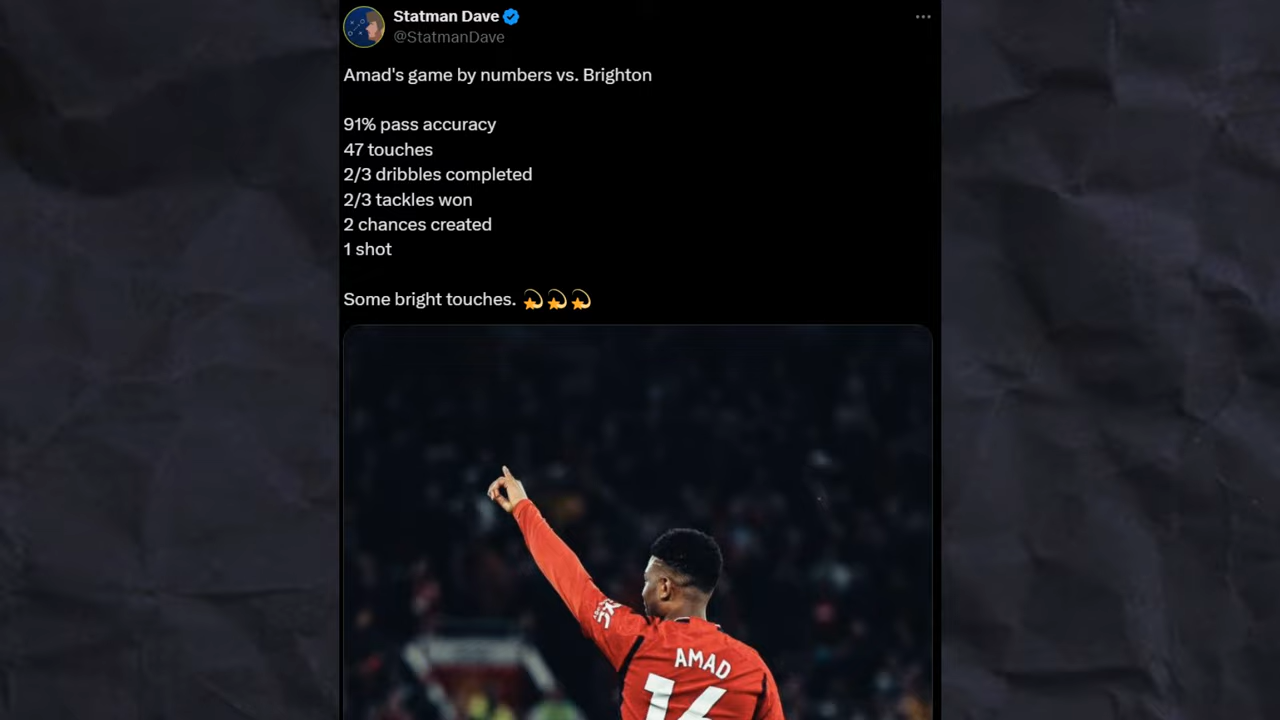 Statman Dave
@StatmanDave
Amad's game by numbers vs. Brighton
91% pass accuracy
47 touches
2/3 dribbles completed
2/3 tackles won
2 chances created
1 shot
Some bright touches. 💫💫💫
AMAD
16